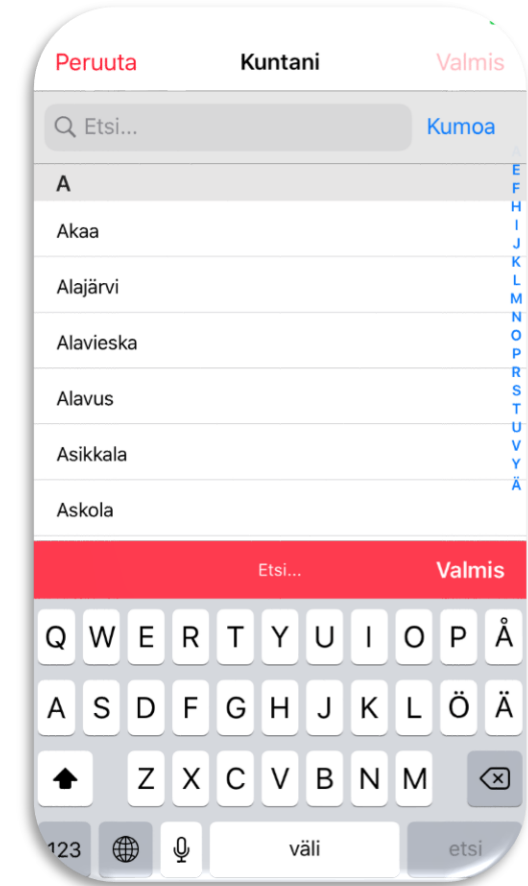 Peruuta Kuntani Valmis
Etsi... Kumoa
A
Akaa
Alajärvi
Alavieska
Alavus
Asikkala
Askola
A
E
F
H
I
J
K
L
M
N
O
P
R
S
T
U
V
Y
Ä
Etsi... Valmis
Q W E R T Y U I O P Å
A S D F G H J K L Ö Ä
Z X C V B N M
123 väli etsi